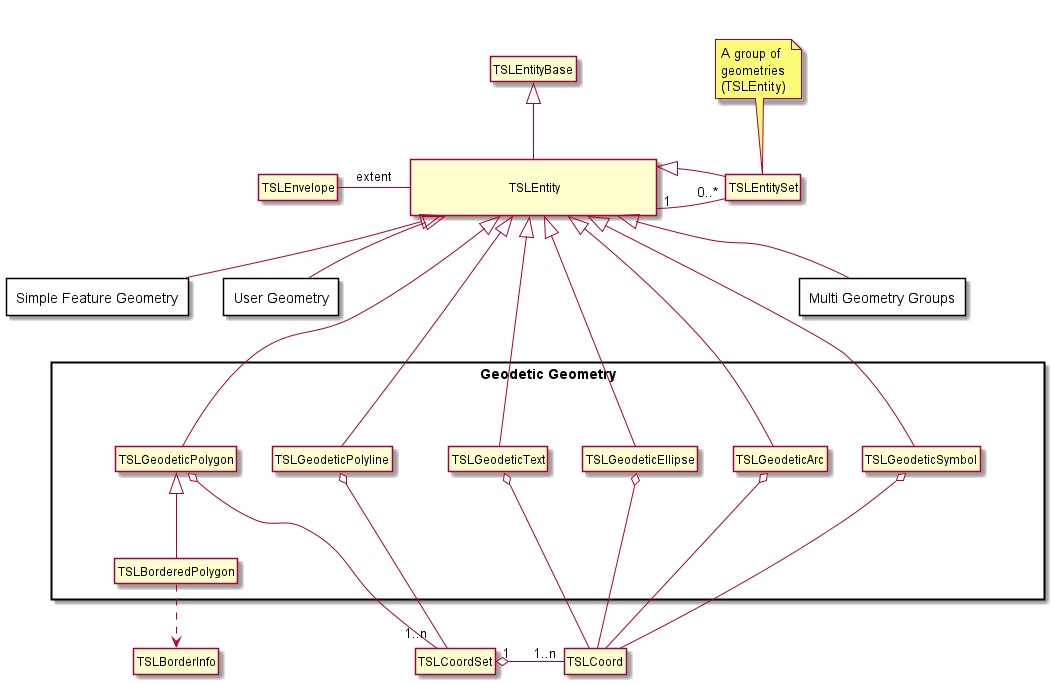 A group of
geometries
(TSLEntity)
TSLEntityBase
extent
TSLEnvelope
TSLEntity
0..*
TSLEntitySet
1
Simple Feature Geometry
User Geometry
Multi Geometry Groups
Geodetic Geometry
TSLGeodeticPolygon
TSLGeodeticPolyline
TSLGeodeticText
TSLGeodeticEllipse
TSLGeodeticArc
TSLGeodeticSymbol
TSLBorderedPolygon
1..n
1
1..n
TSLBorderInfo
TSLCoordSet
TSLCoord